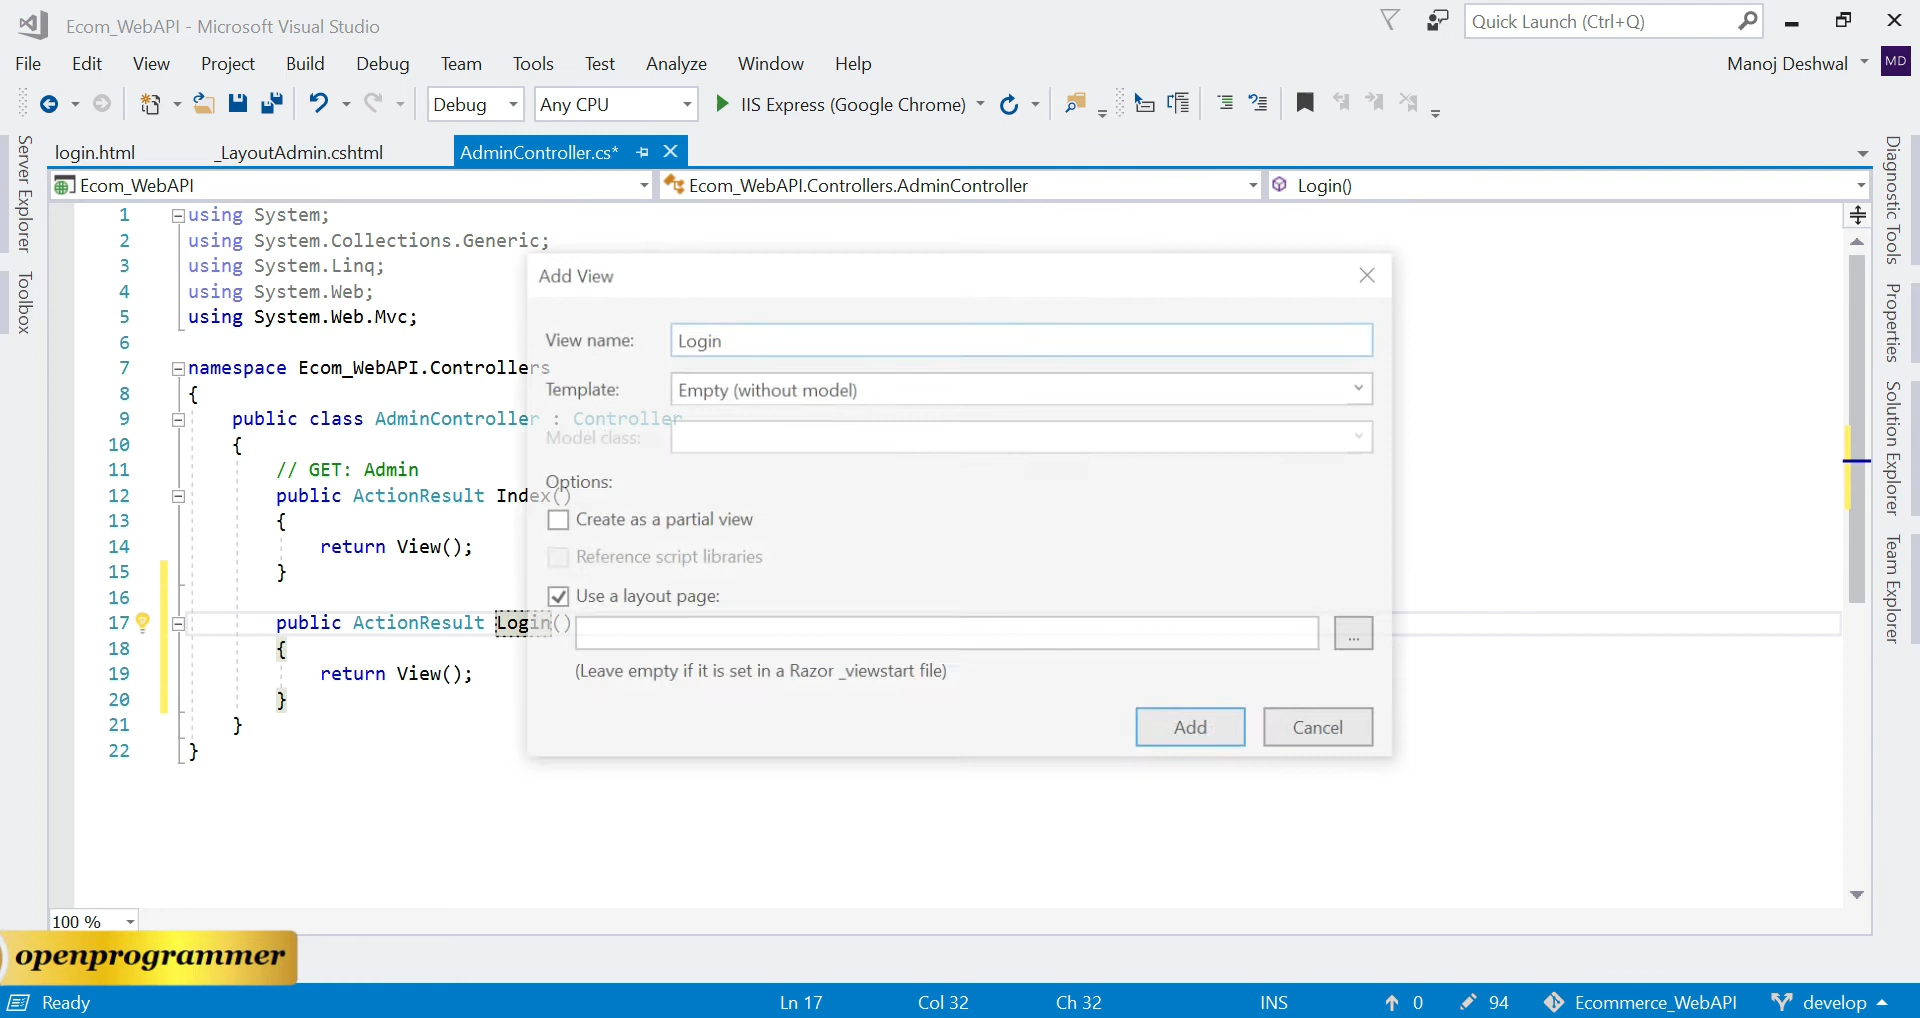 Ecom_WebAPI - Microsoft Visual Studio
Quick Launch (Ctrl+Q)
File Edit View Project Build Debug Team Tools Test Analyze Window Help
Manoj Deshwal MD
Debug Any CPU IIS Express (Google Chrome)
login.html _LayoutAdmin.cshtml AdminController.cs*
Ecom_WebAPI Ecom_WebAPI.Controllers.AdminController Login()
Server Explorer
Toolbox
Diagnostic Tools
Properties
Solution Explorer
Team Explorer
1 using System;
2 using System.Collections.Generic;
3 using System.Linq;
4 using System.Web;
5 using System.Web.Mvc;
6
7 namespace Ecom_WebAPI.Controllers
8 {
9 public class AdminController : Controller
10 {
11 // GET: Admin
12 public ActionResult Index()
13 {
14 return View();
15 }
16
17 public ActionResult Login()
18 {
19 return View();
20 }
21 }
22 }
Add View
View name: Login
Template: Empty (without model)
Model class:
Options:
Create as a partial view
Reference script libraries
Use a layout page:
...
(Leave empty if it is set in a Razor _viewstart file)
Add Cancel
100 %
openprogrammer
Ready Ln 17 Col 32 Ch 32 INS 0 94 Ecommerce_WebAPI develop